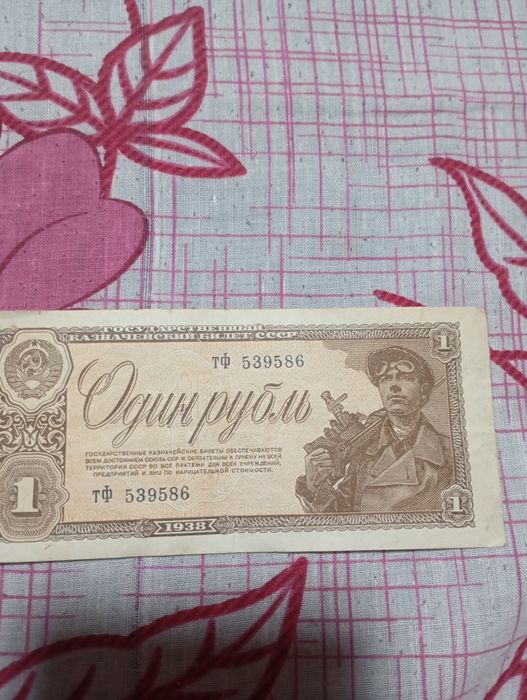 ГОСУДАРСТВЕННЫЙ
КАЗНАЧЕЙСКИЙ БИЛЕТ СССР
1
тФ 539586
Один рубль
ГОСУДАРСТВЕННЫЕ КАЗНАЧЕЙСКИЕ БИЛЕТЫ ОБЕСПЕЧИВАЮТСЯ
ВСЕМ ДОСТОЯНИЕМ СОЮЗА ССР И ОБЯЗАТЕЛЬНЫ К ПРИЕМУ НА ВСЕЙ
ТЕРРИТОРИИ СССР ВО ВСЕ ПЛАТЕЖИ ДЛЯ ВСЕХ УЧРЕЖДЕНИЙ,
ПРЕДПРИЯТИЙ И ЛИЦ ПО НАРИЦАТЕЛЬНОЙ СТОИМОСТИ.
1
тФ 539586
1
1938